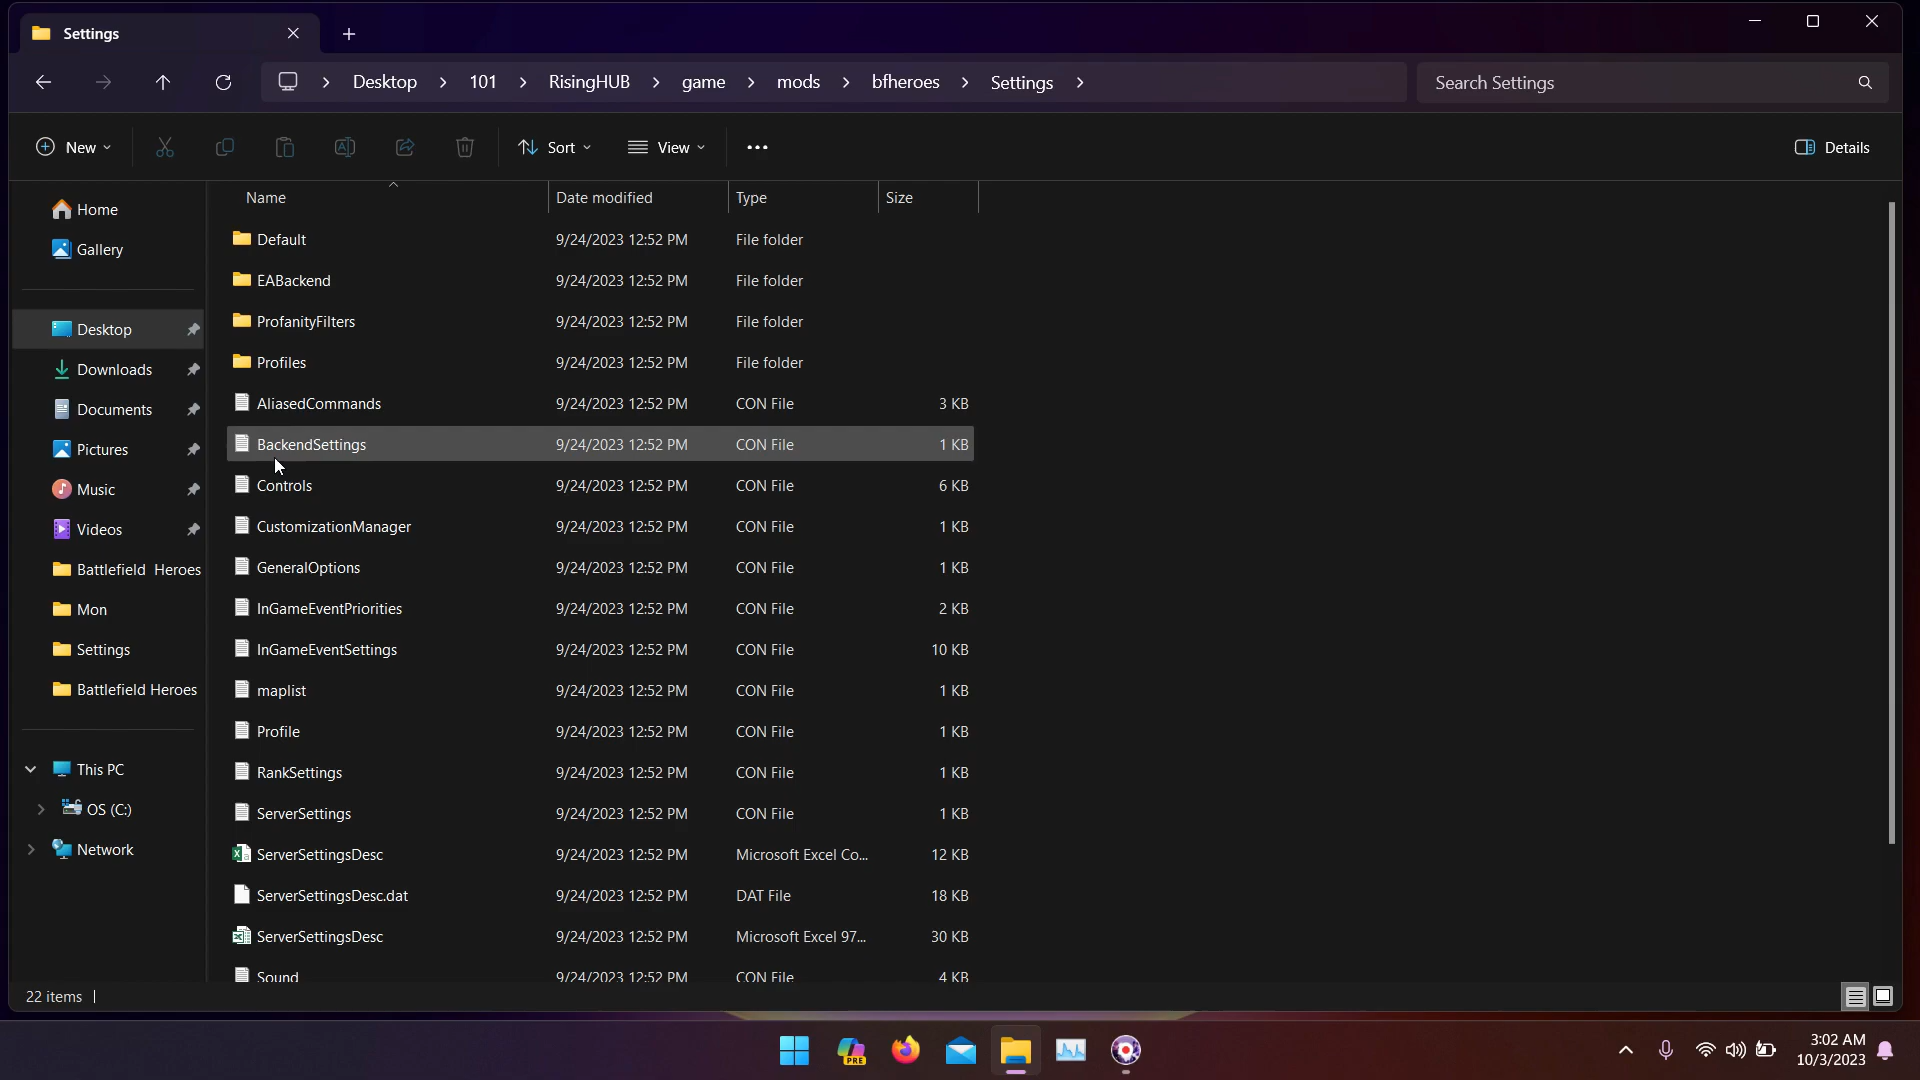 Settings
Desktop > 101 > RisingHUB > game > mods > bfheroes > Settings >
Search Settings
New
Sort
View
Details
Name
Date modified
Type
Size
Home
Gallery
Desktop
Downloads
Documents
Pictures
Music
Videos
Battlefield Heroes
Mon
Settings
Battlefield Heroes
This PC
OS (C:)
Network
Default 9/24/2023 12:52 PM File folder
EABackend 9/24/2023 12:52 PM File folder
ProfanityFilters 9/24/2023 12:52 PM File folder
Profiles 9/24/2023 12:52 PM File folder
AliasedCommands 9/24/2023 12:52 PM CON File 3 KB
BackendSettings 9/24/2023 12:52 PM CON File 1 KB
Controls 9/24/2023 12:52 PM CON File 6 KB
CustomizationManager 9/24/2023 12:52 PM CON File 1 KB
GeneralOptions 9/24/2023 12:52 PM CON File 1 KB
InGameEventPriorities 9/24/2023 12:52 PM CON File 2 KB
InGameEventSettings 9/24/2023 12:52 PM CON File 10 KB
maplist 9/24/2023 12:52 PM CON File 1 KB
Profile 9/24/2023 12:52 PM CON File 1 KB
RankSettings 9/24/2023 12:52 PM CON File 1 KB
ServerSettings 9/24/2023 12:52 PM CON File 1 KB
ServerSettingsDesc 9/24/2023 12:52 PM Microsoft Excel Co... 12 KB
ServerSettingsDesc.dat 9/24/2023 12:52 PM DAT File 18 KB
ServerSettingsDesc 9/24/2023 12:52 PM Microsoft Excel 97... 30 KB
Sound 9/24/2023 12:52 PM CON File 4 KB
22 items
PRE
3:02 AM
10/3/2023